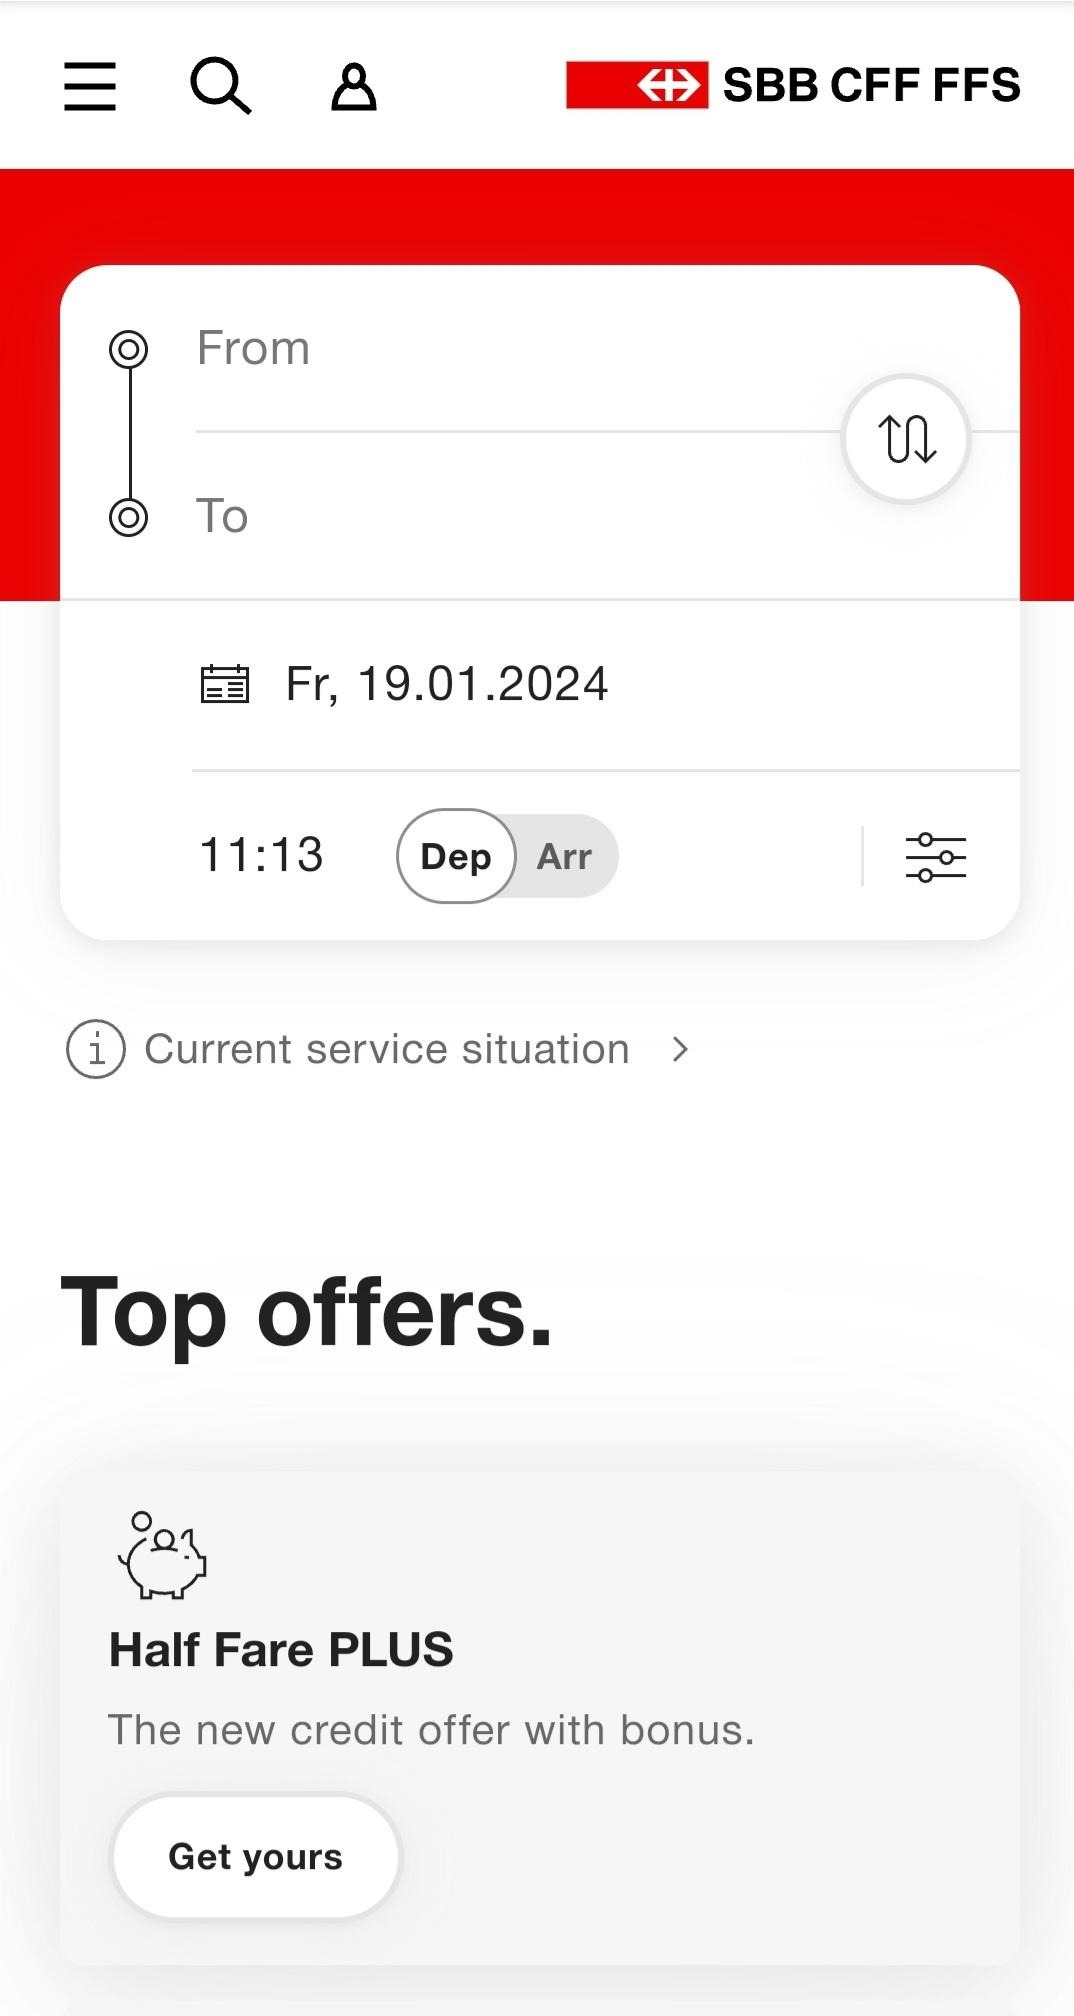 SBB CFF FFS
From
To
Fr, 19.01.2024
11:13 Dep Arr
Current service situation
Top offers.
Half Fare PLUS
The new credit offer with bonus.
Get yours